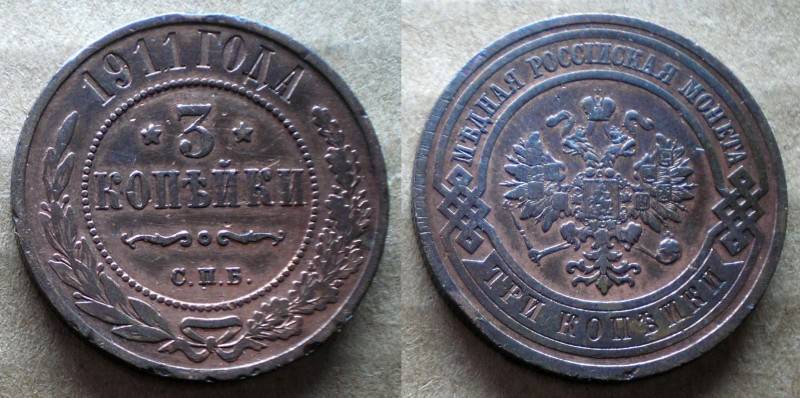 1911 ГОДА
3
КОПѢЙКИ
С.П.Б.
МѢДНАЯ РОССІЙСКАЯ МОНЕТА
ТРИ КОПѢЙКИ